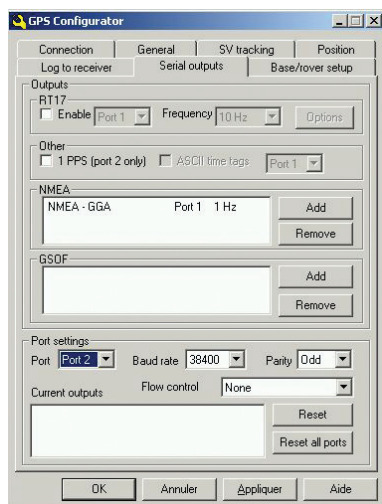 GPS Configurator
Connection General SV tracking Position
Log to receiver Serial outputs Base/rover setup
Outputs
RT17
Enable Port 1 Frequency 10 Hz Options
Other
1 PPS (port 2 only) ASCII time tags Port 1
NMEA
NMEA - GGA Port 1 1 Hz Add
Remove
GSOF
Add
Remove
Port settings
Port Port 2 Baud rate 38400 Parity Odd
Current outputs Flow control None
Reset
Reset all ports
OK Annuler Appliquer Aide